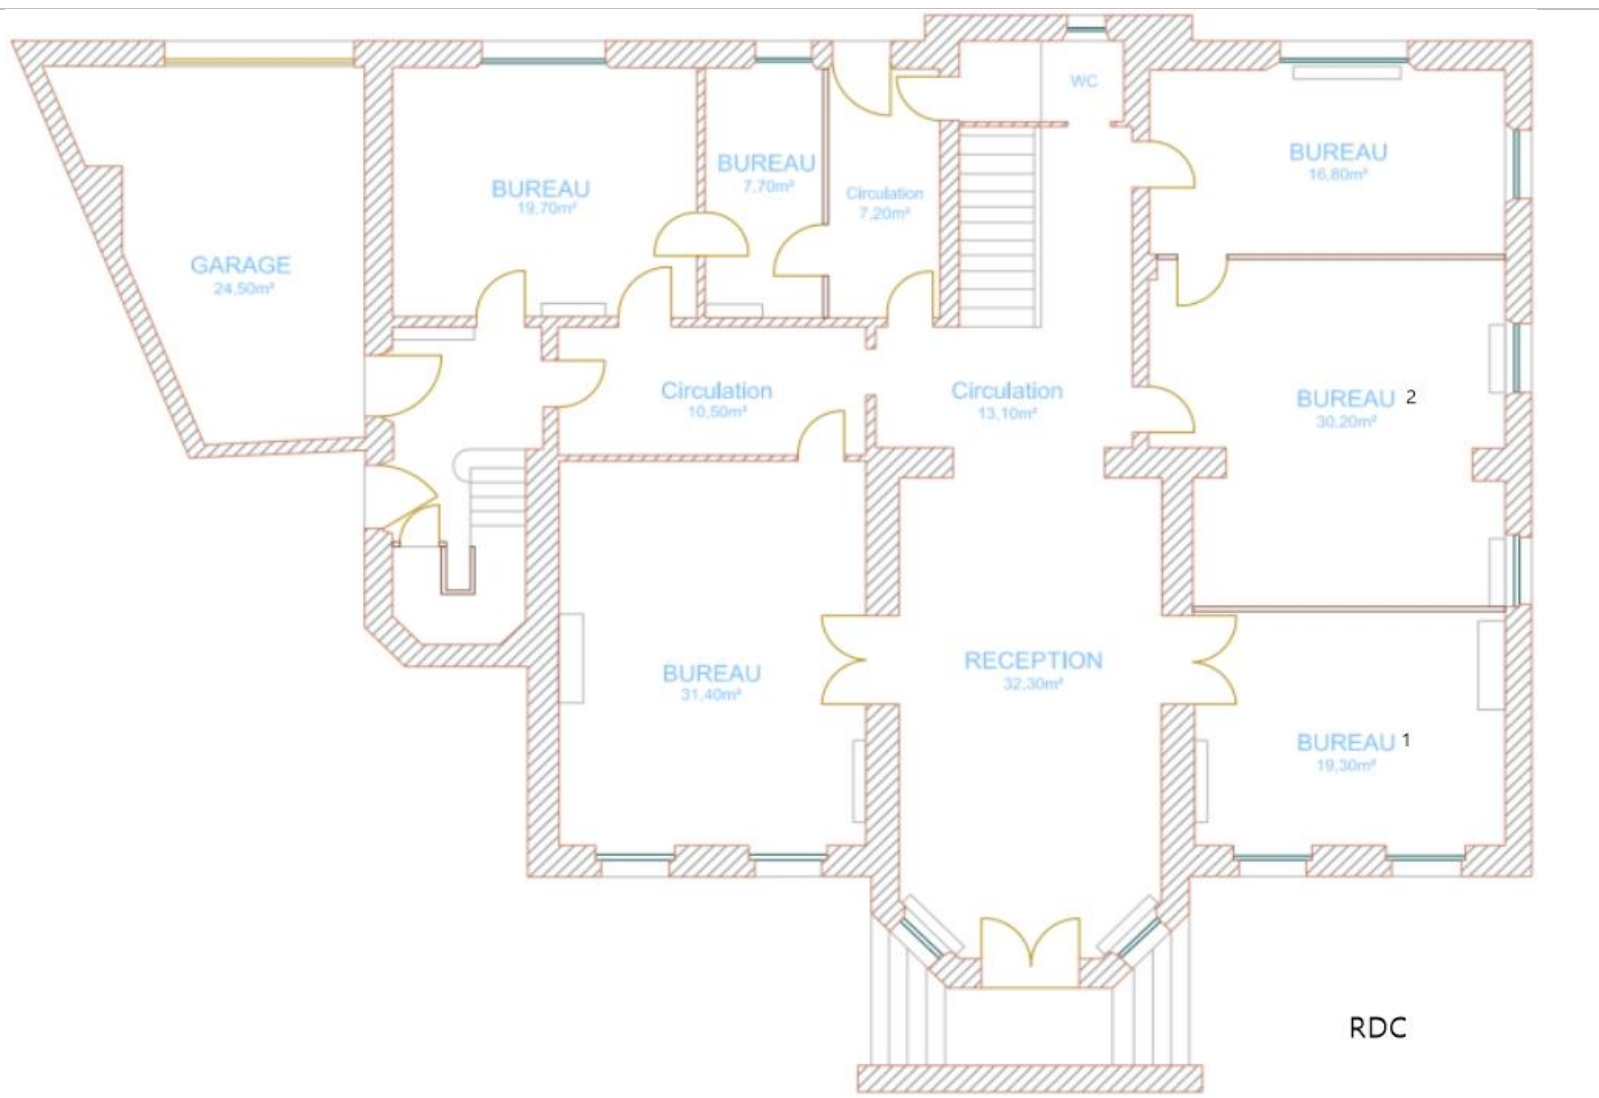 WC
BUREAU
16,80m²
BUREAU
7,70m²
BUREAU
19,70m²
Circulation
7,20m²
GARAGE
24,50m²
Circulation
10,50m²
Circulation
13,10m²
BUREAU 2
30,20m²
BUREAU
31,40m²
RECEPTION
32,30m²
BUREAU 1
19,30m²
RDC